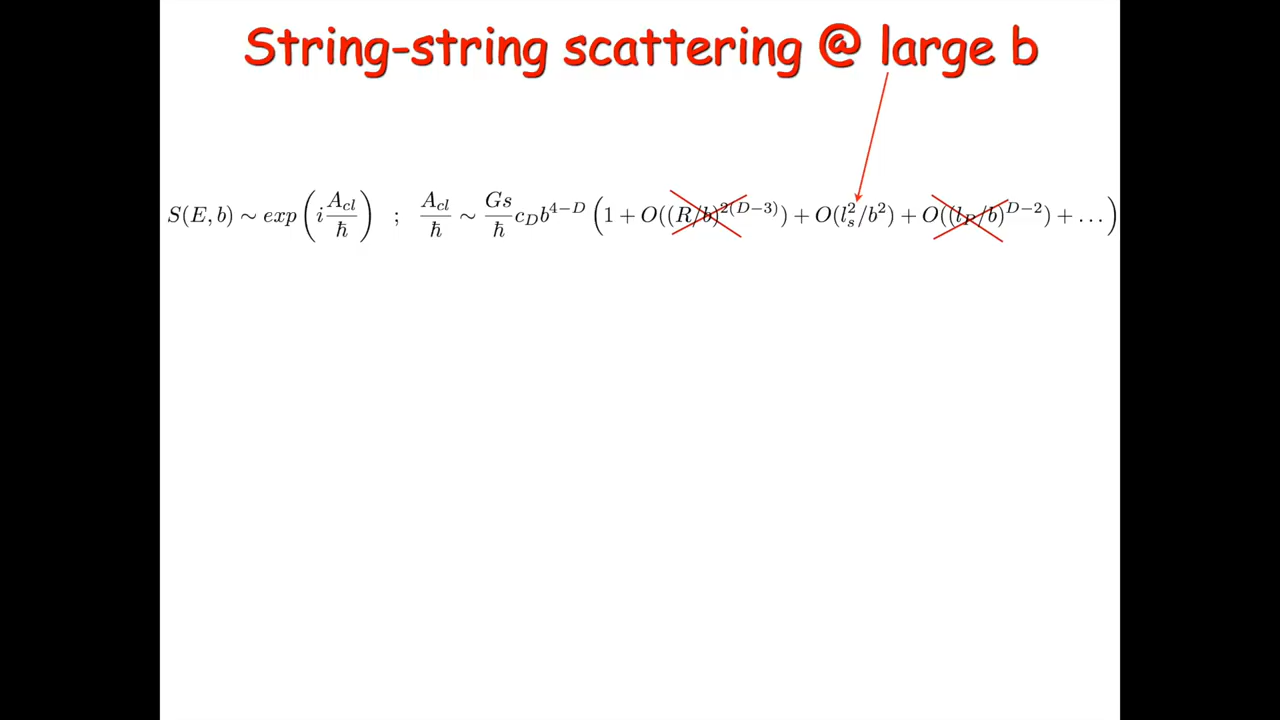 String-string scattering @ large b
S(E, b) ∼ exp ( i A_cl/ħ ) ; A_cl/ħ ∼ Gs/ħ c_D b^{4−D} ( 1 + O((R/b)^{2(D−3)}) + O(l_s^2/b^2) + O((l_P/b)^{D−2}) + . . . )